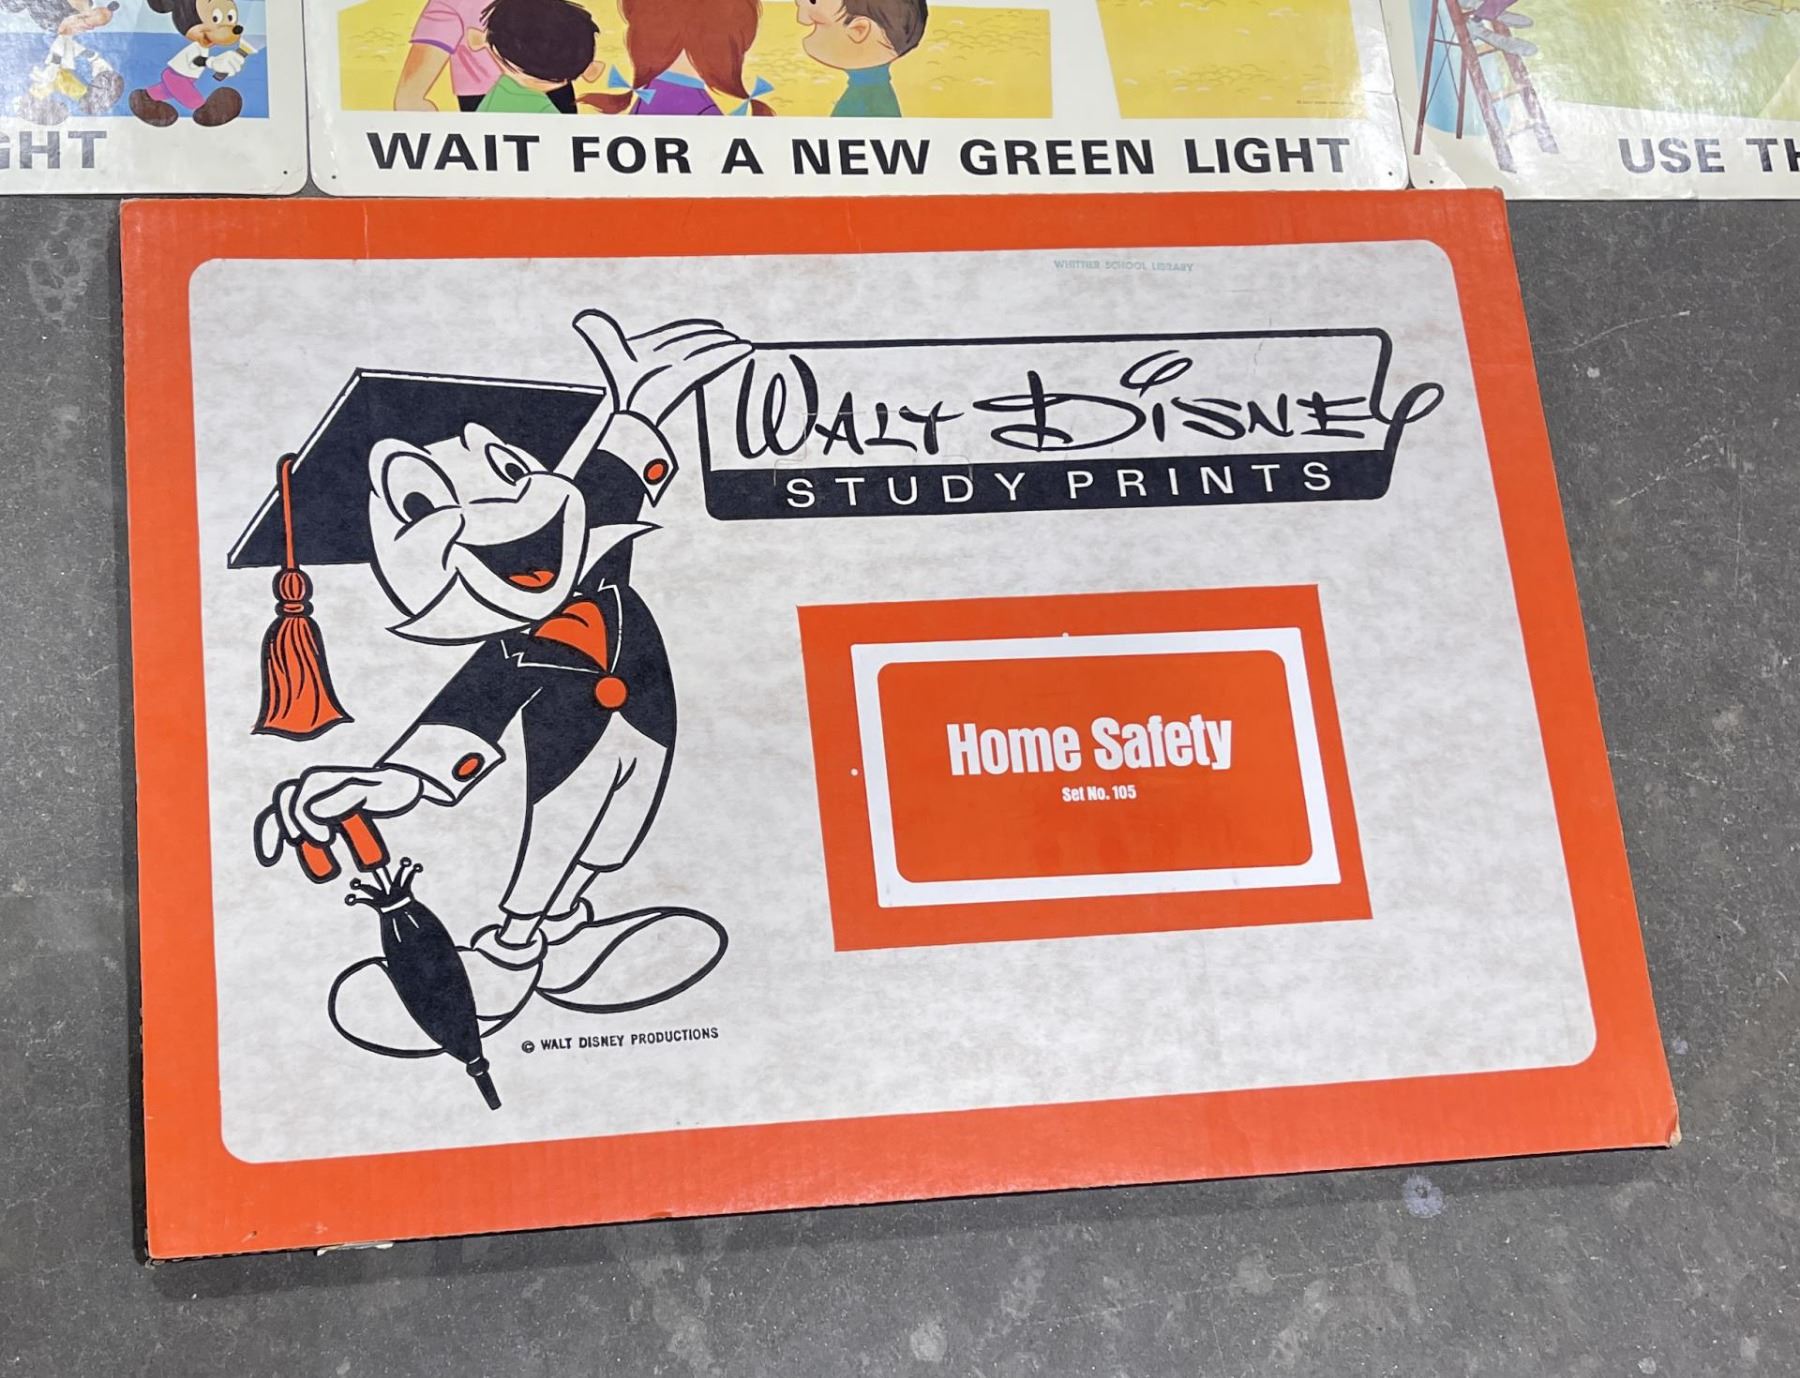 GHT
WAIT FOR A NEW GREEN LIGHT
USE TH
WHITTIER SCHOOL LIBRARY
WALT DISNEY
STUDY PRINTS
Home Safety
Set No. 105
© WALT DISNEY PRODUCTIONS